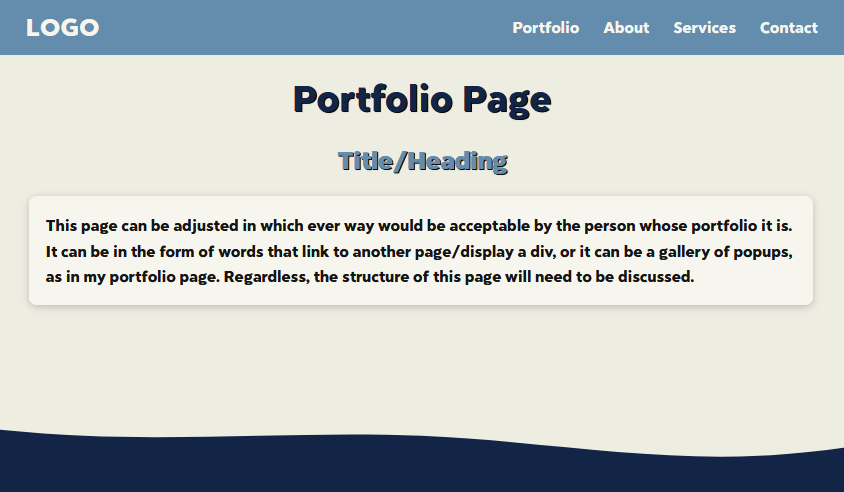 LOGO
Portfolio About Services Contact
Portfolio Page
Title/Heading
This page can be adjusted in which ever way would be acceptable by the person whose portfolio it is.
It can be in the form of words that link to another page/display a div, or it can be a gallery of popups,
as in my portfolio page. Regardless, the structure of this page will need to be discussed.